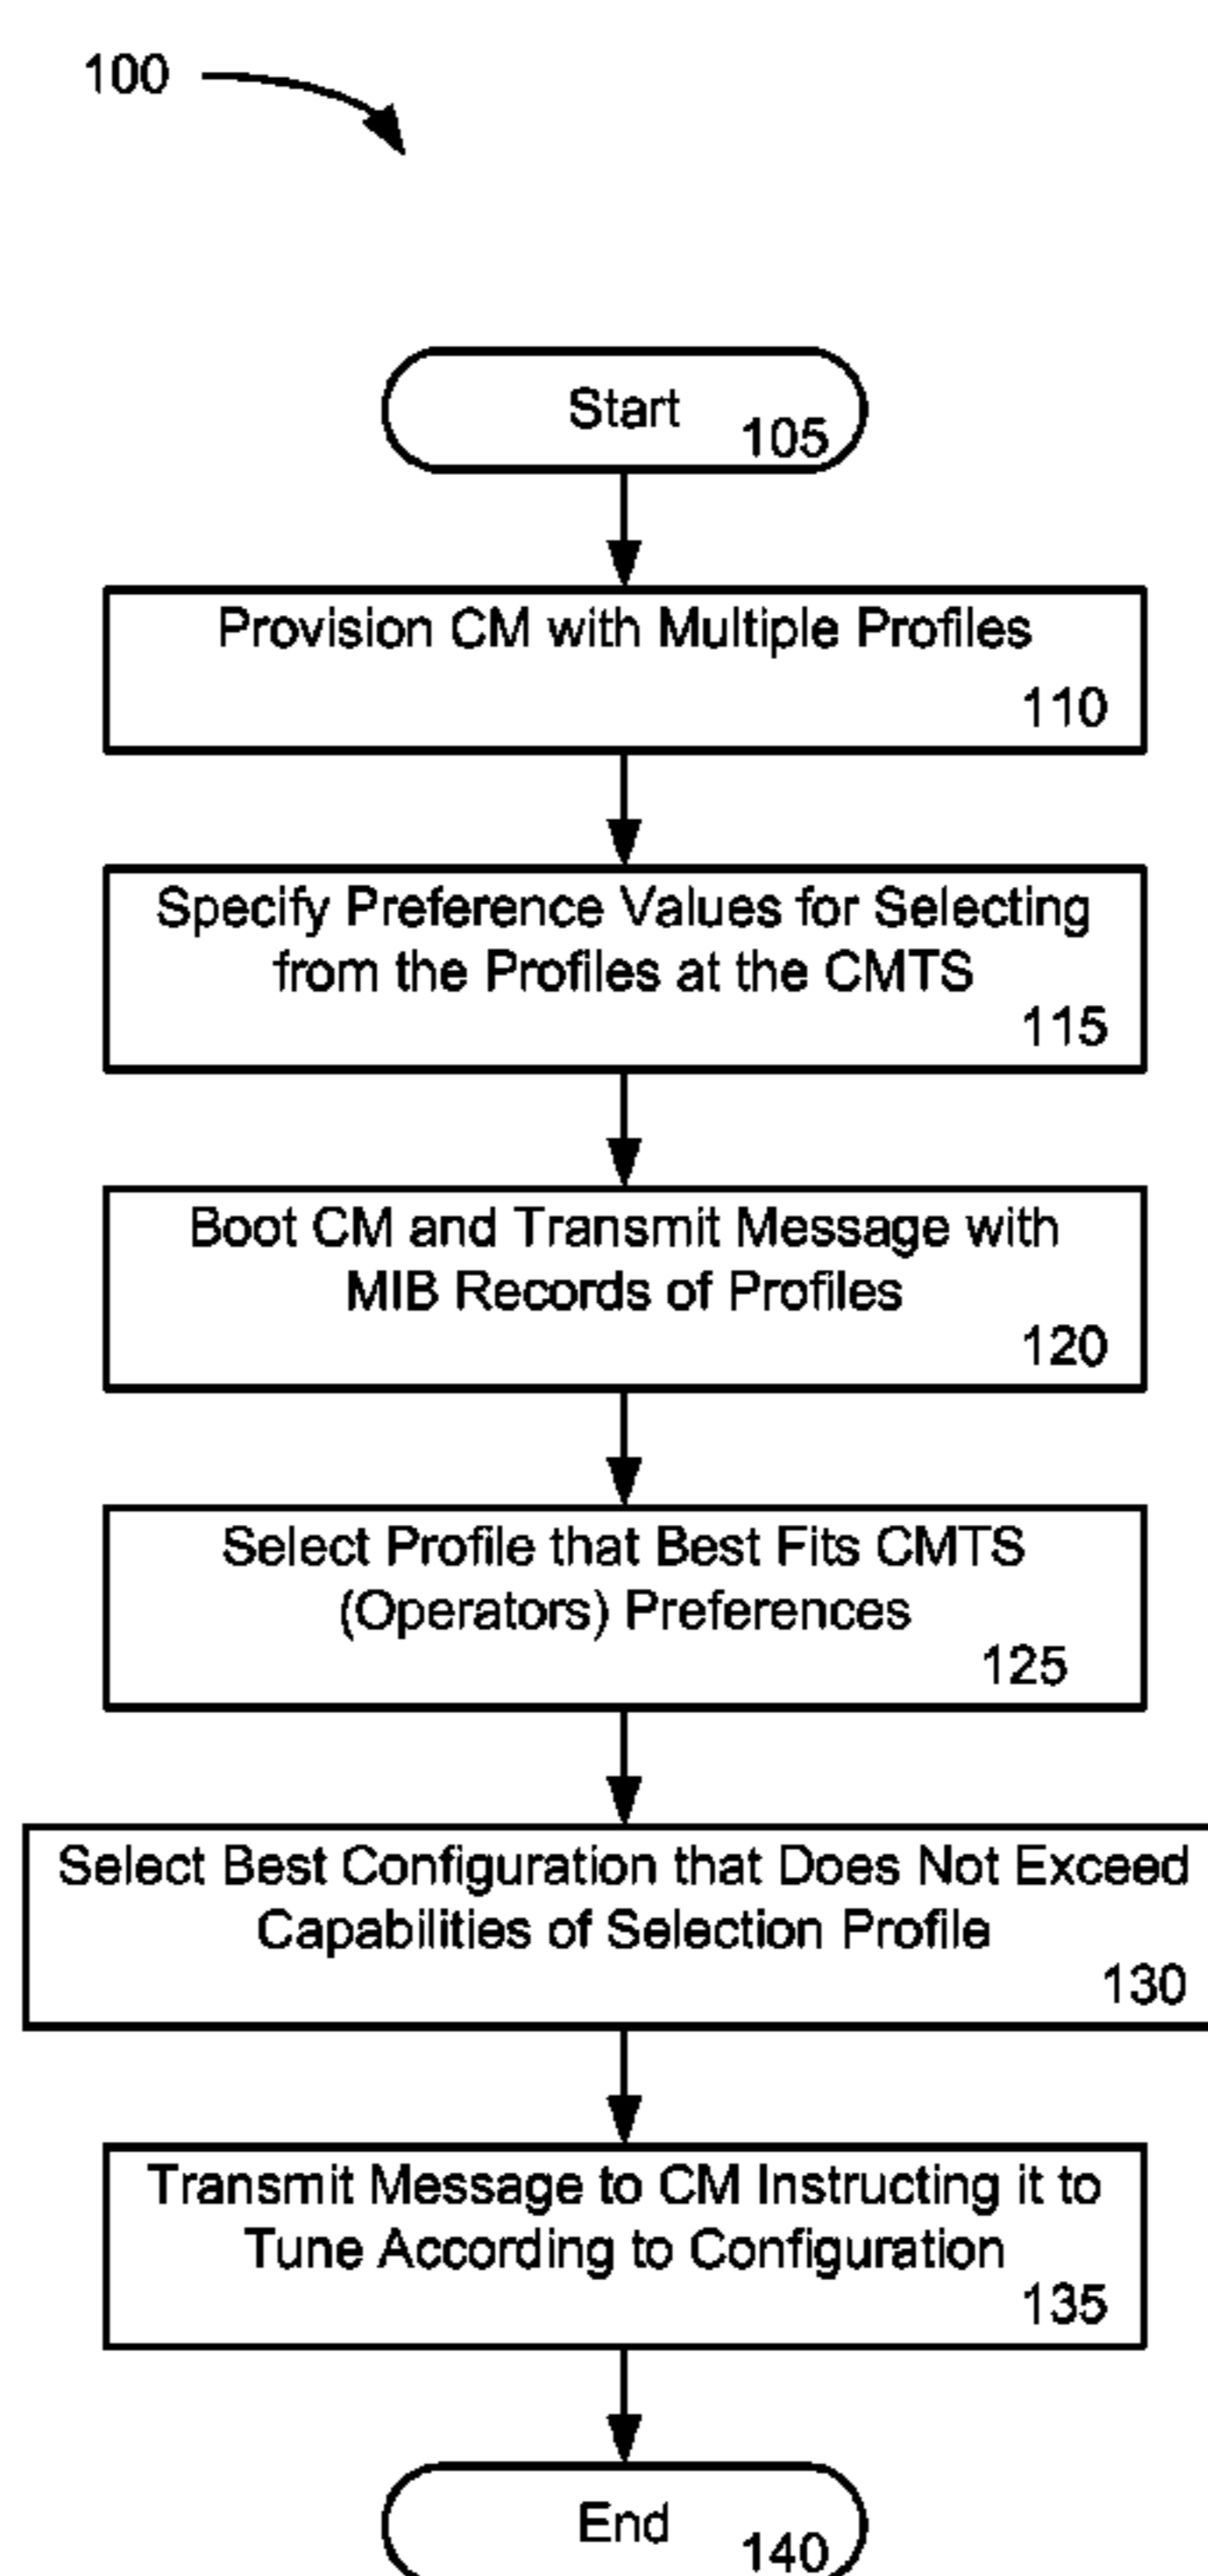 100
Start
105
Provision CM with Multiple Profiles
110
Specify Preference Values for Selecting
from the Profiles at the CMTS
115
Boot CM and Transmit Message with
MIB Records of Profiles
120
Select Profile that Best Fits CMTS
(Operators) Preferences
125
Select Best Configuration that Does Not Exceed
Capabilities of Selection Profile
130
Transmit Message to CM Instructing it to
Tune According to Configuration
135
End
140